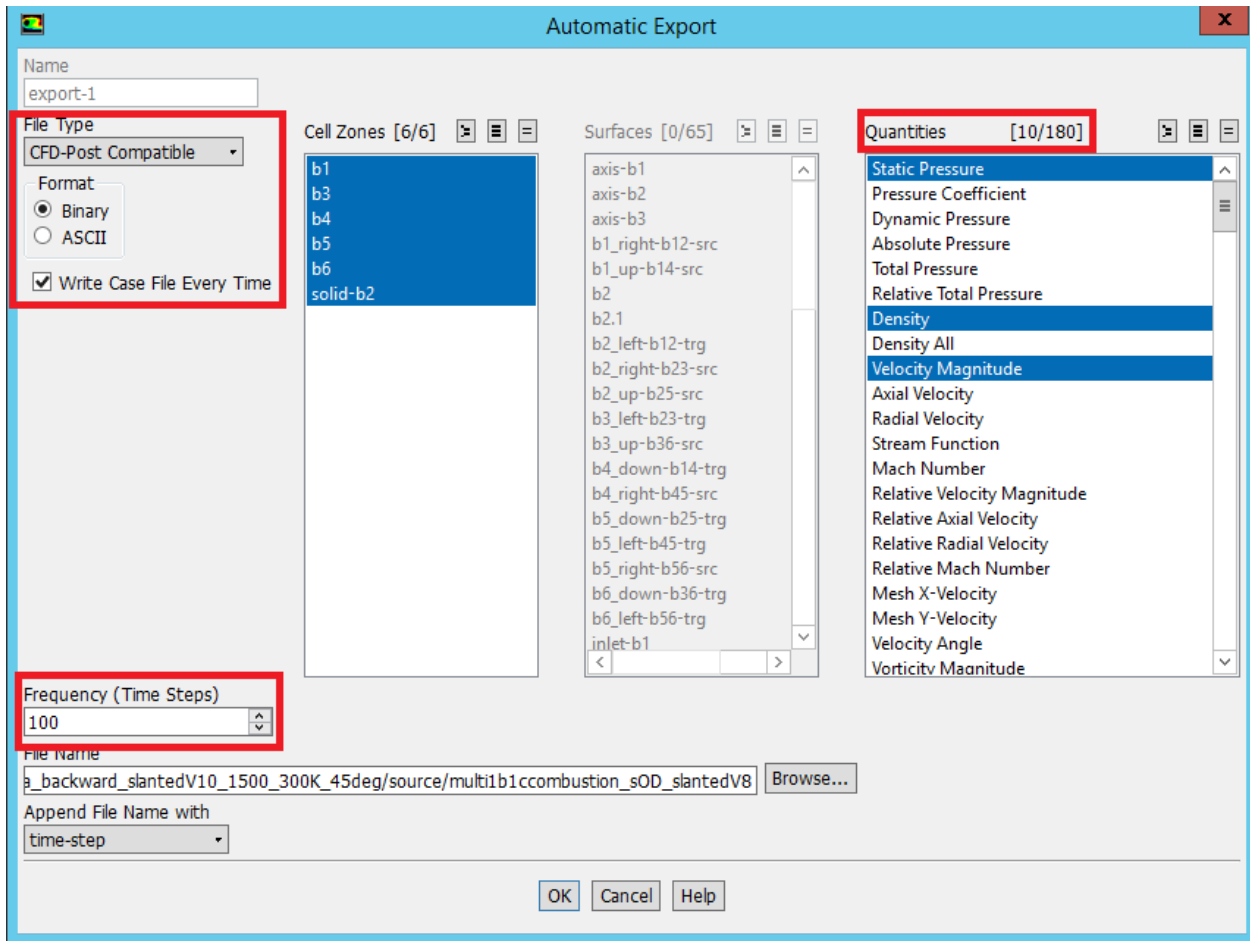 Automatic Export
x
Name
export-1
File Type
CFD-Post Compatible
Format
Binary
ASCII
Write Case File Every Time
Cell Zones [6/6]
b1
b3
b4
b5
b6
solid-b2
Surfaces [0/65]
axis-b1
axis-b2
axis-b3
b1_right-b12-src
b1_up-b14-src
b2
b2.1
b2_left-b12-trg
b2_right-b23-src
b2_up-b25-src
b3_left-b23-trg
b3_up-b36-src
b4_down-b14-trg
b4_right-b45-src
b5_down-b25-trg
b5_left-b45-trg
b5_right-b56-src
b6_down-b36-trg
b6_left-b56-trg
inlet-b1
Quantities [10/180]
Static Pressure
Pressure Coefficient
Dynamic Pressure
Absolute Pressure
Total Pressure
Relative Total Pressure
Density
Density All
Velocity Magnitude
Axial Velocity
Radial Velocity
Stream Function
Mach Number
Relative Velocity Magnitude
Relative Axial Velocity
Relative Radial Velocity
Relative Mach Number
Mesh X-Velocity
Mesh Y-Velocity
Velocity Angle
Vorticity Magnitude
Frequency (Time Steps)
100
File Name
a_backward_slantedV10_1500_300K_45deg/source/multi1b1ccombustion_sOD_slantedV8
Browse...
Append File Name with
time-step
OK Cancel Help